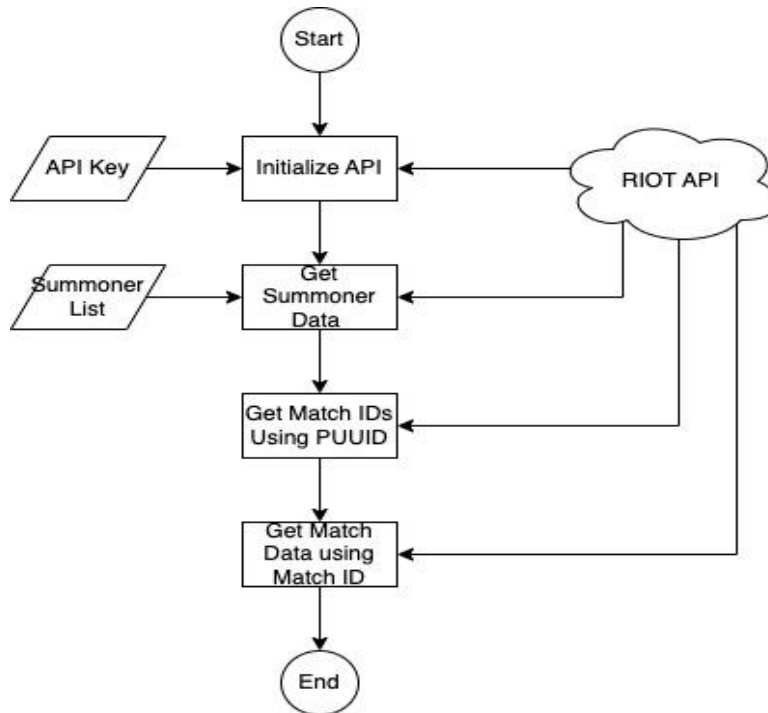 Start
API Key
Initialize API
RIOT API
Summoner
List
Get
Summoner
Data
Get Match IDs
Using PUUID
Get Match
Data using
Match ID
End